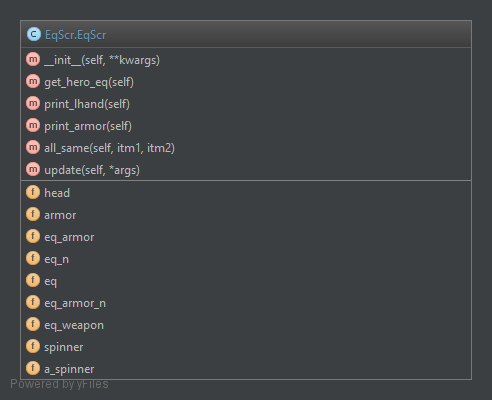 C EqScr.EqScr
m __init__(self, **kwargs)
m get_hero_eq(self)
m print_lhand(self)
m print_armor(self)
m all_same(self, itm1, itm2)
m update(self, *args)
f head
f armor
f eq_armor
f eq_n
f eq
f eq_armor_n
f eq_weapon
f spinner
f a_spinner
Powered by yFiles